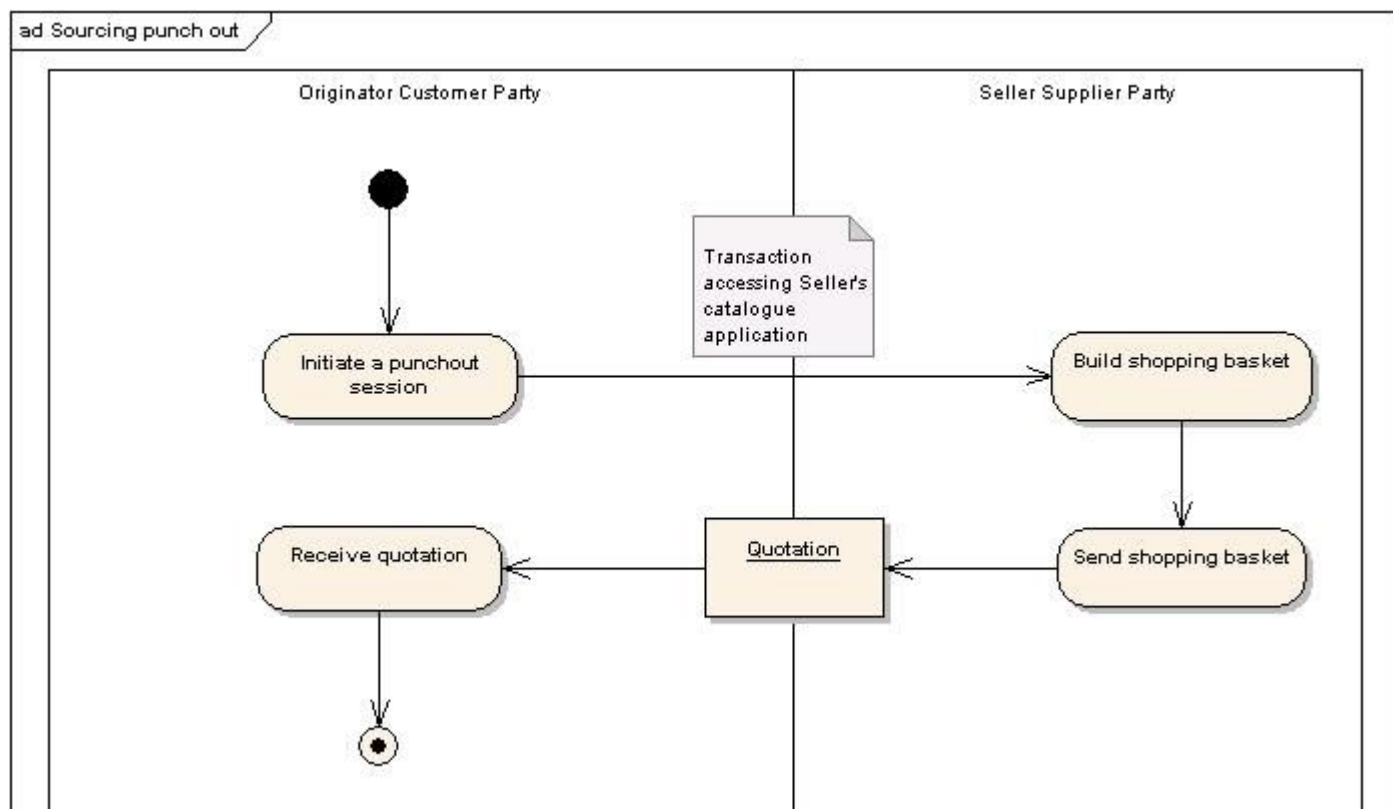 ad Sourcing punch out
Originator Customer Party
Seller Supplier Party
Transaction
accessing Seller's
catalogue
application
Initiate a punchout
session
Build shopping basket
Receive quotation
Quotation
Send shopping basket